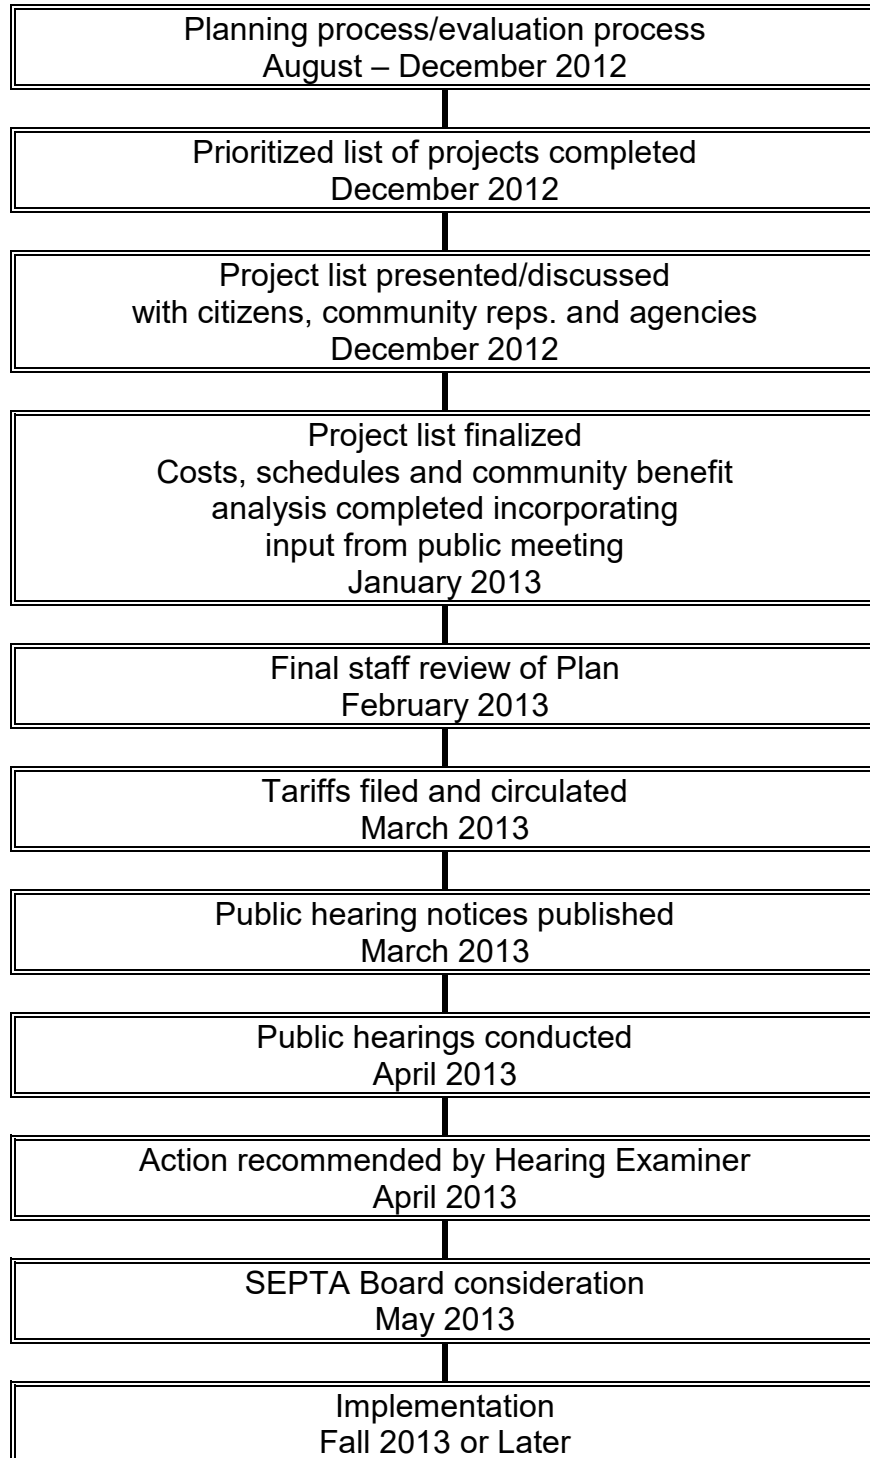 Planning process/evaluation process
August – December 2012
Prioritized list of projects completed
December 2012
Project list presented/discussed
with citizens, community reps. and agencies
December 2012
Project list finalized
Costs, schedules and community benefit
analysis completed incorporating
input from public meeting
January 2013
Final staff review of Plan
February 2013
Tariffs filed and circulated
March 2013
Public hearing notices published
March 2013
Public hearings conducted
April 2013
Action recommended by Hearing Examiner
April 2013
SEPTA Board consideration
May 2013
Implementation
Fall 2013 or Later